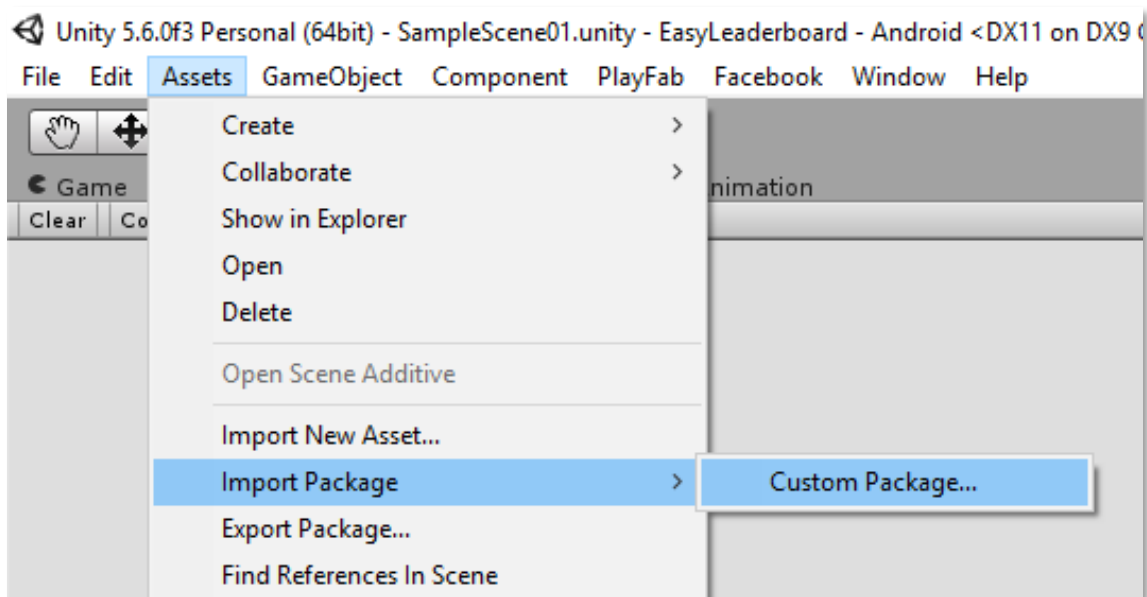 Unity 5.6.0f3 Personal (64bit) - SampleScene01.unity - EasyLeaderboard - Android <DX11 on DX9
File Edit Assets GameObject Component PlayFab Facebook Window Help
Create
Collaborate
Game nimation
Show in Explorer
Clear Co
Open
Delete
Open Scene Additive
Import New Asset...
Import Package Custom Package...
Export Package...
Find References In Scene